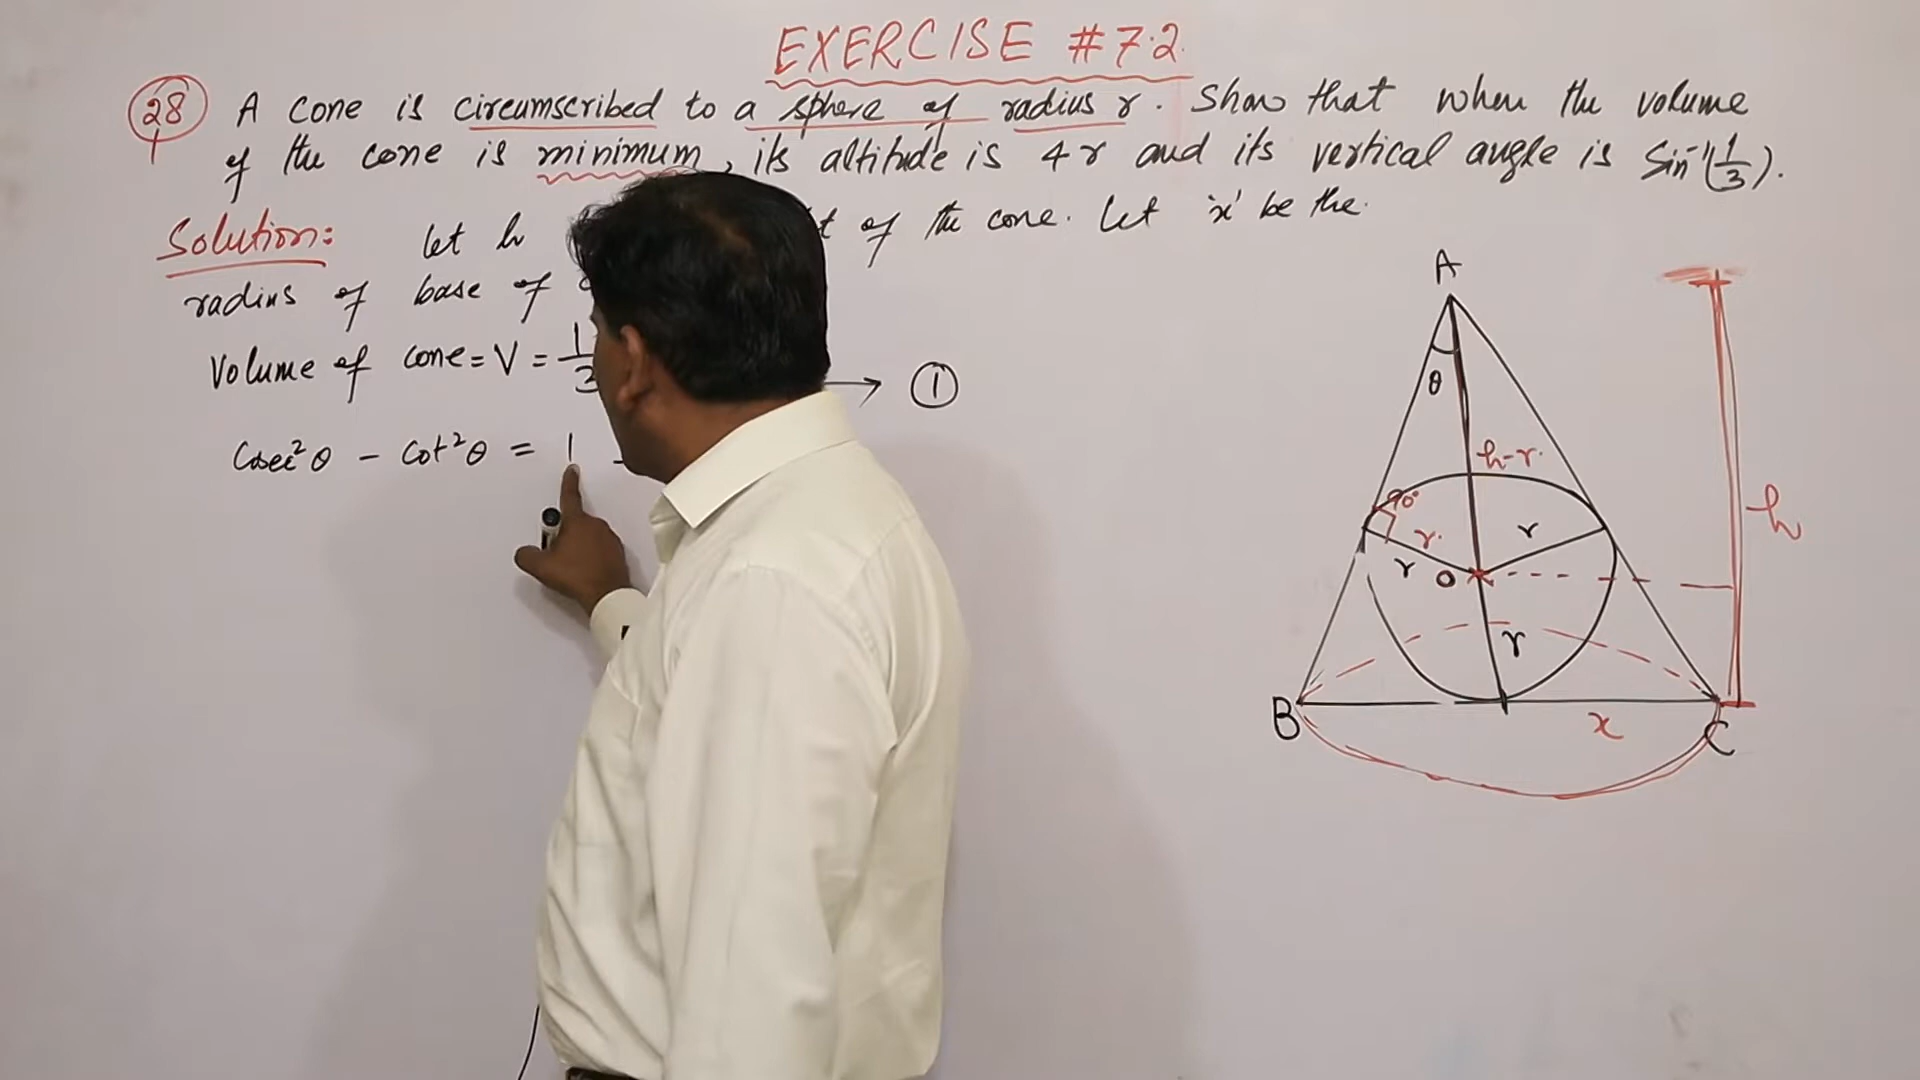 EXERCISE #7.2
28 A cone is circumscribed to a sphere of radius r. Show that when the volume
of the cone is minimum, its altitude is 4r and its vertical angle is Sin⁻¹(1/3).
Solution: let h of the cone. Let 'x' be the
radius of base of
Volume of cone = V = 1/3 → ①
Cosec²θ - Cot²θ = 1
A
θ
h-r
90°
h
r r
r O
r
B x C